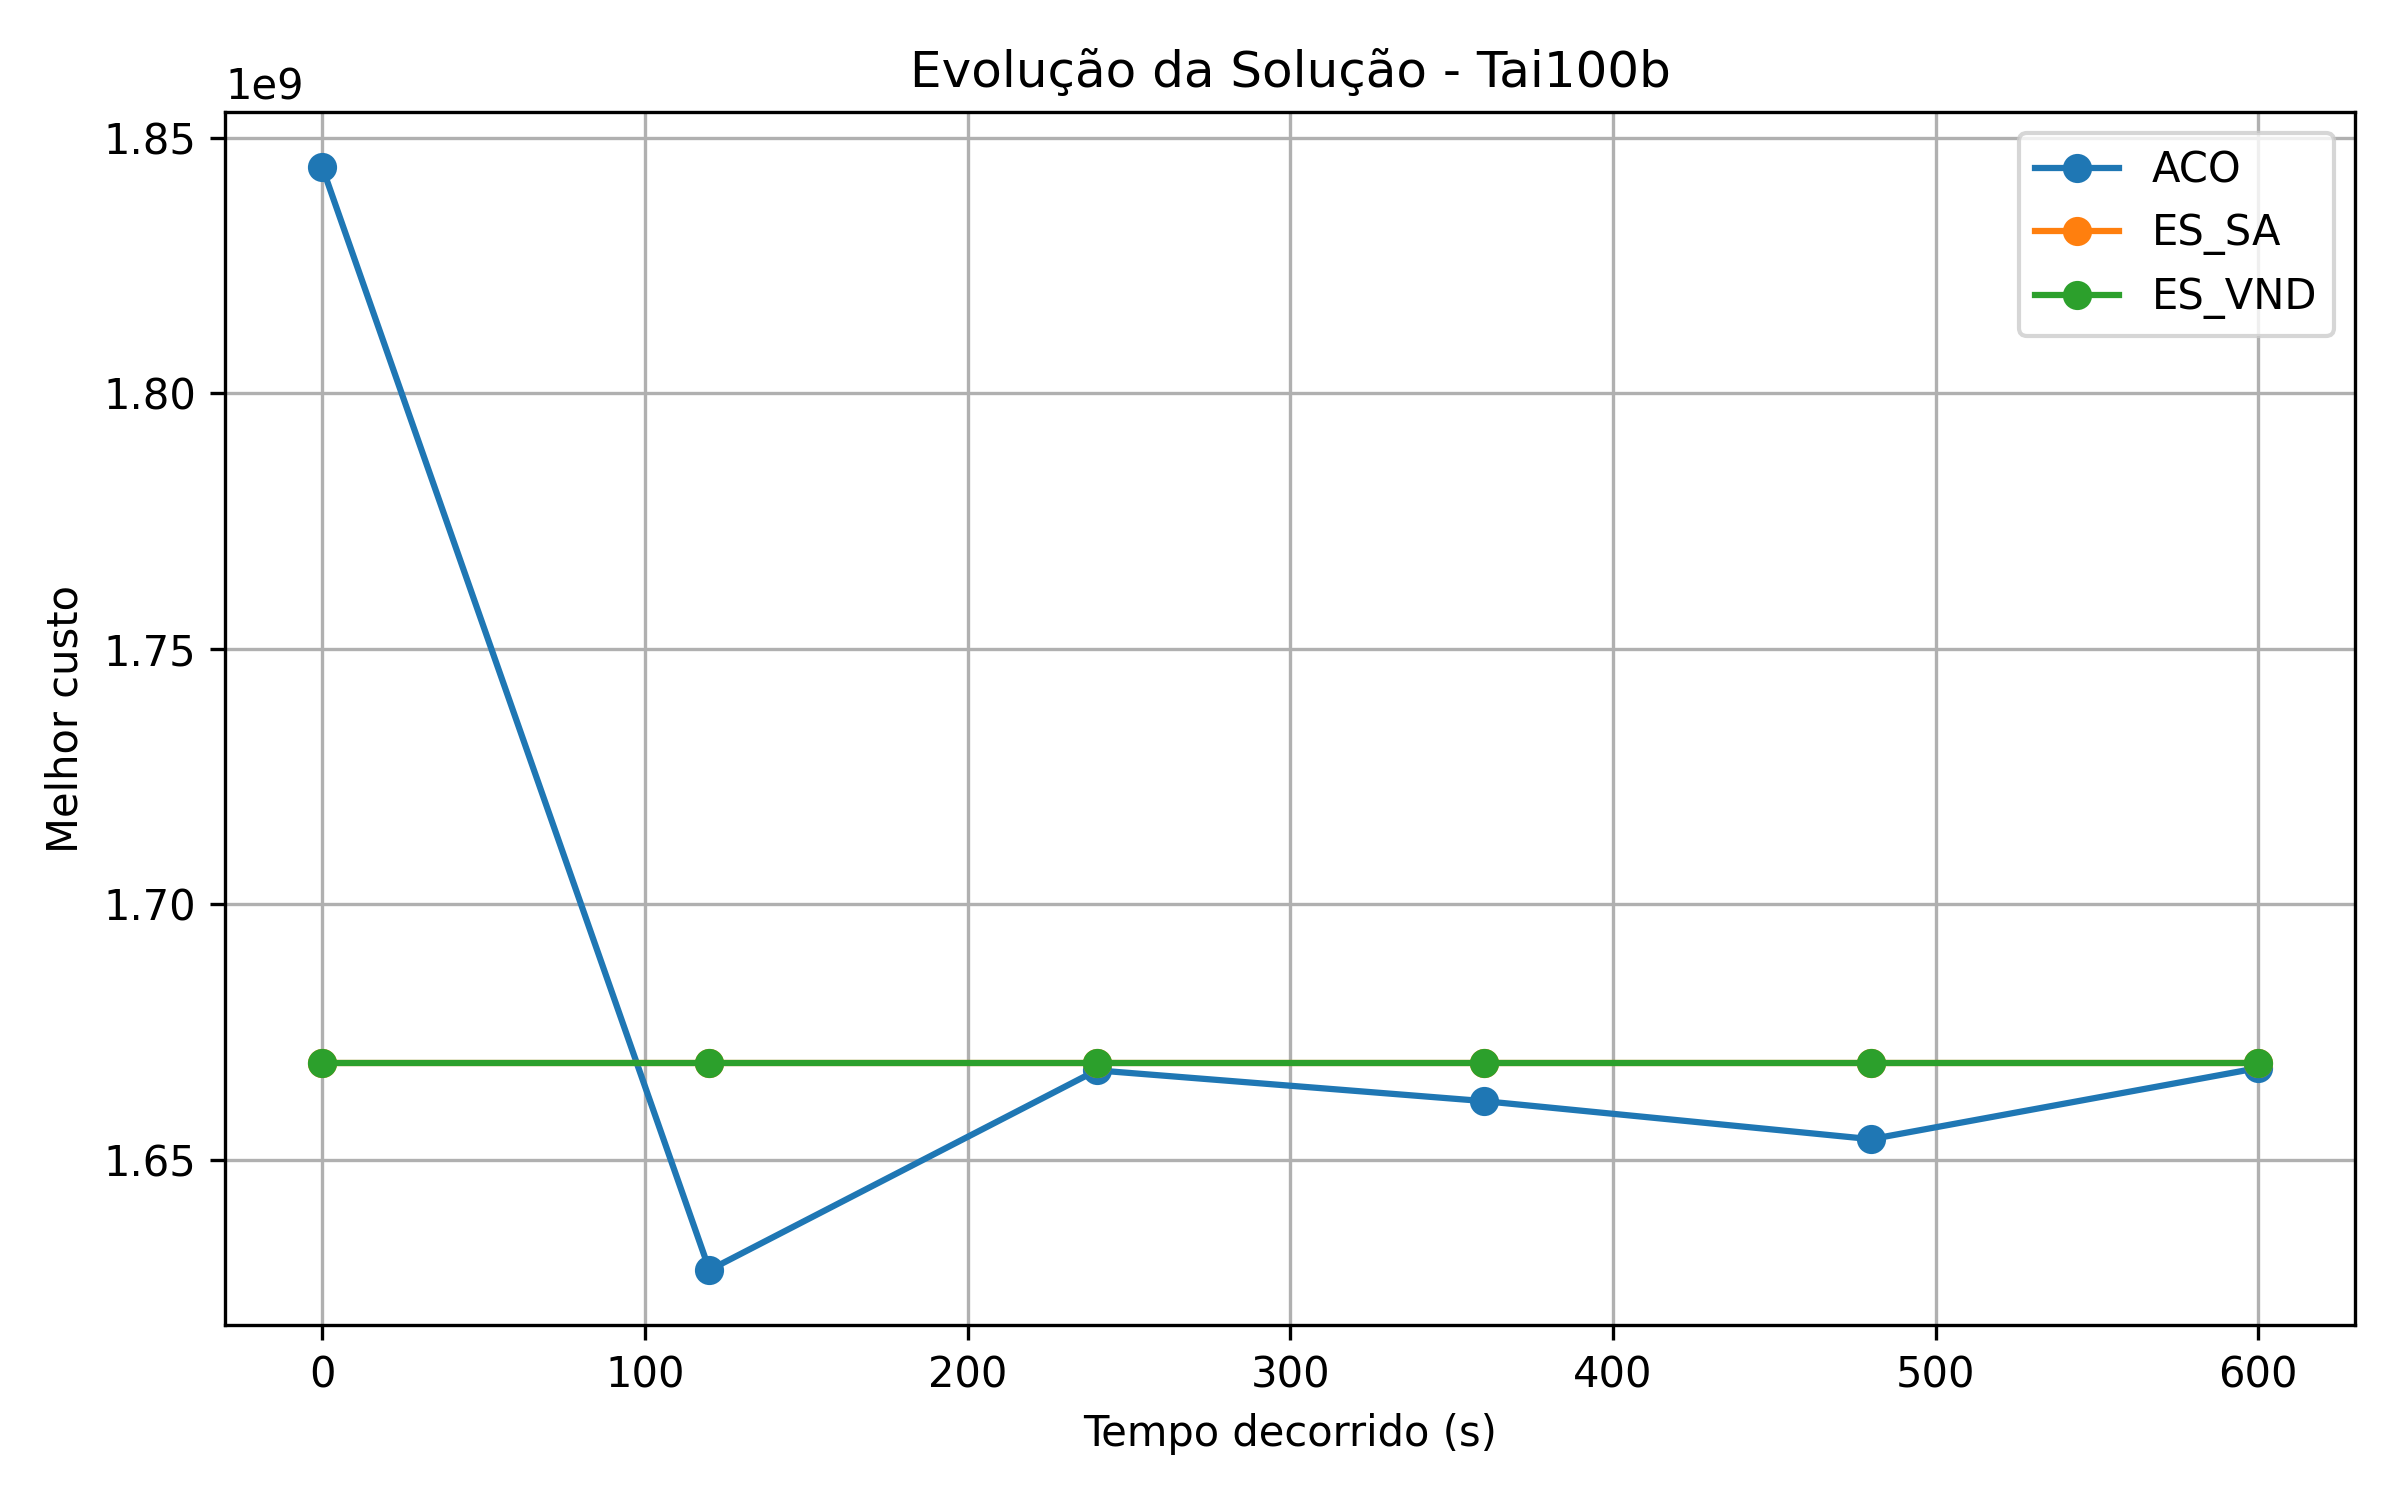 Evolução da Solução - Tai100b
1e9
1.85
1.80
1.75
1.70
1.65
Melhor custo
ACO
ES_SA
ES_VND
0 100 200 300 400 500 600
Tempo decorrido (s)